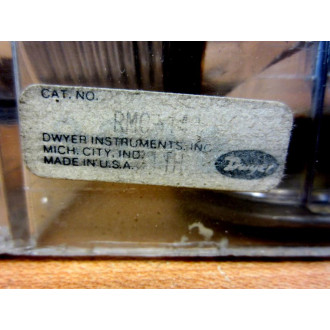 CAT. NO.
DWYER INSTRUMENTS, INC.
MICH. CITY, IND.
MADE IN U.S.A.
Dwyer